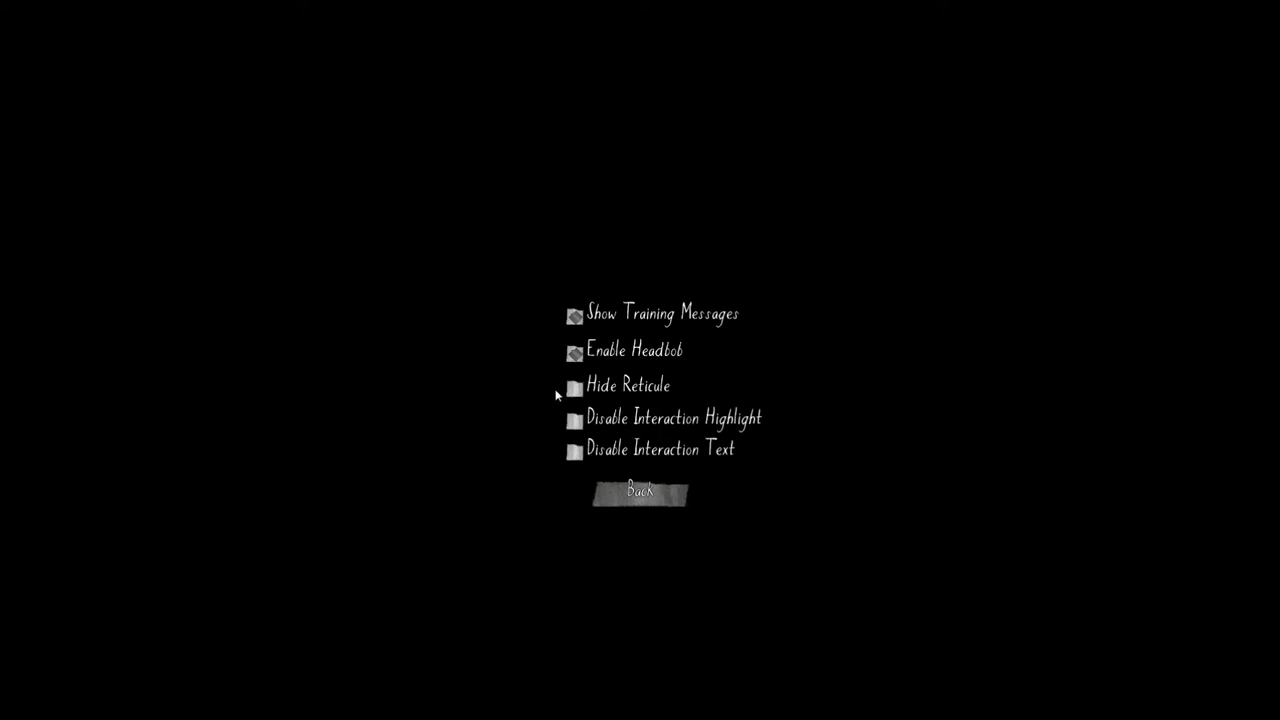 Show Training Messages
Enable Headbob
Hide Reticule
Disable Interaction Highlight
Disable Interaction Text
Back